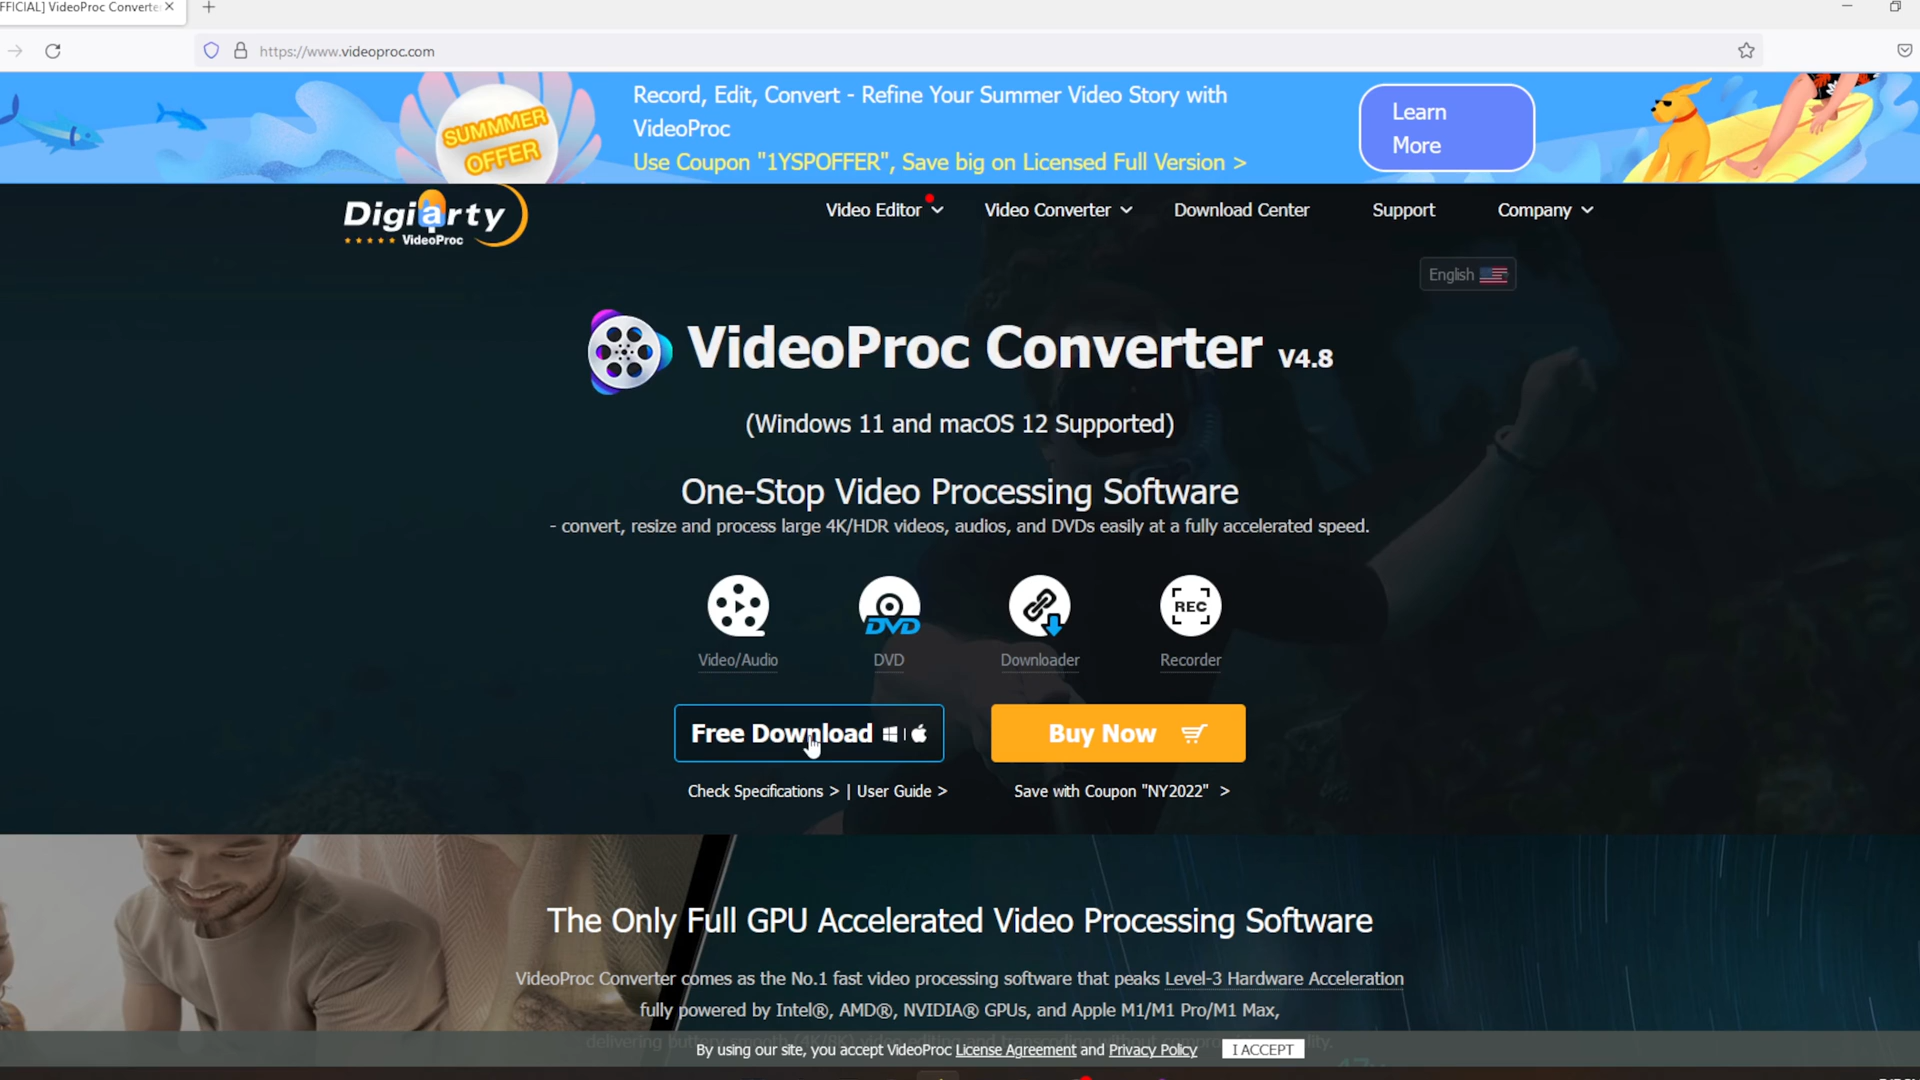 FFICIAL] VideoProc Converte
https://www.videoproc.com
SUMMMER
OFFER
Record, Edit, Convert - Refine Your Summer Video Story with
VideoProc
Use Coupon "1YSPOFFER", Save big on Licensed Full Version >
Learn
More
Digiarty
VideoProc
Video Editor
Video Converter
Download Center
Support
Company
English
VideoProc Converter V4.8
(Windows 11 and macOS 12 Supported)
One-Stop Video Processing Software
- convert, resize and process large 4K/HDR videos, audios, and DVDs easily at a fully accelerated speed.
DVD
REC
Video/Audio
DVD
Downloader
Recorder
Free Download
Buy Now
Check Specifications > | User Guide >
Save with Coupon "NY2022" >
The Only Full GPU Accelerated Video Processing Software
VideoProc Converter comes as the No.1 fast video processing software that peaks Level-3 Hardware Acceleration
fully powered by Intel®, AMD®, NVIDIA® GPUs, and Apple M1/M1 Pro/M1 Max,
By using our site, you accept VideoProc License Agreement and Privacy Policy
I ACCEPT